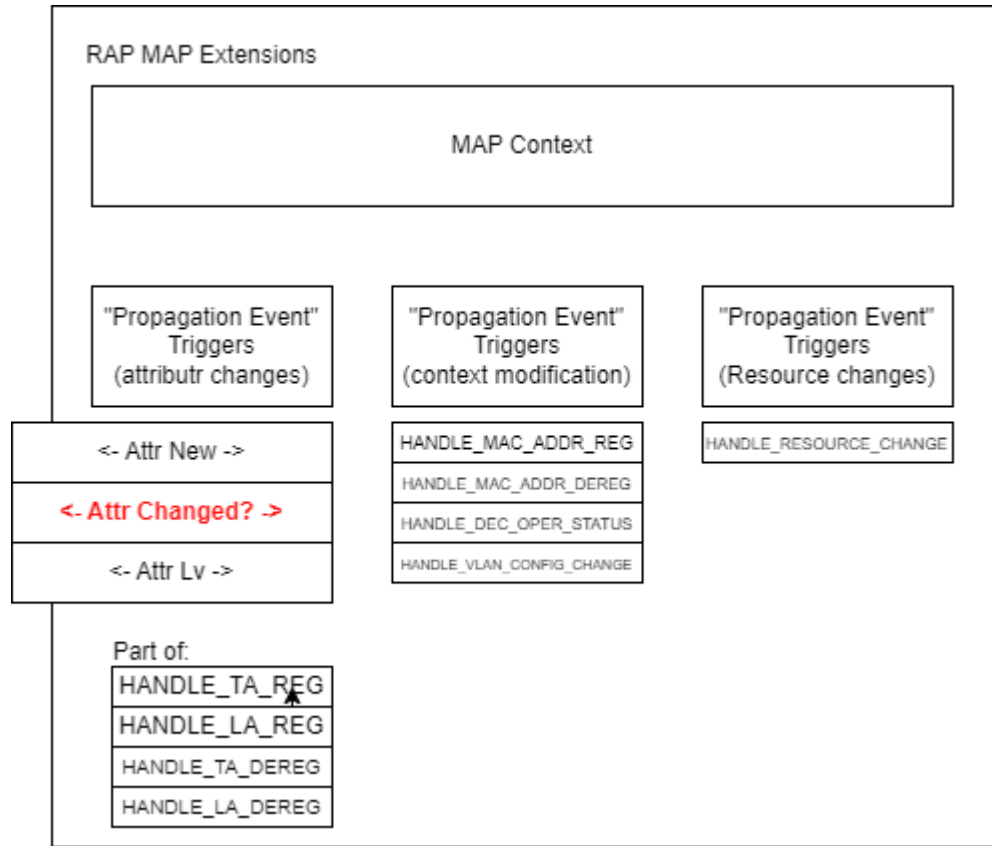 RAP MAP Extensions
MAP Context
"Propagation Event"
Triggers
(attributr changes)
"Propagation Event"
Triggers
(context modification)
"Propagation Event"
Triggers
(Resource changes)
<- Attr New ->
<- Attr Changed? ->
<- Attr Lv ->
HANDLE_MAC_ADDR_REG
HANDLE_MAC_ADDR_DEREG
HANDLE_DEC_OPER_STATUS
HANDLE_VLAN_CONFIG_CHANGE
HANDLE_RESOURCE_CHANGE
Part of:
HANDLE_TA_REG
HANDLE_LA_REG
HANDLE_TA_DEREG
HANDLE_LA_DEREG